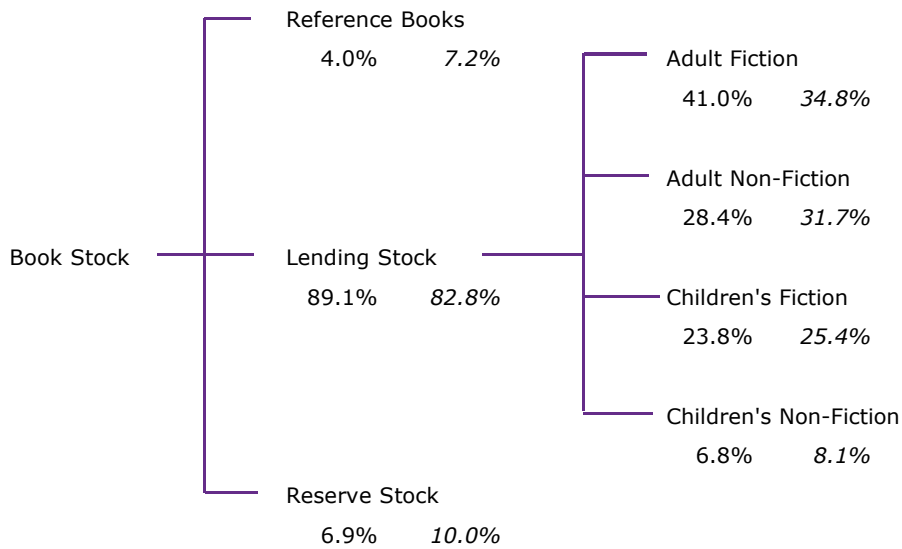 Reference Books
4.0% 7.2%
Adult Fiction
41.0% 34.8%
Adult Non-Fiction
28.4% 31.7%
Book Stock
Lending Stock
89.1% 82.8%
Children's Fiction
23.8% 25.4%
Children's Non-Fiction
6.8% 8.1%
Reserve Stock
6.9% 10.0%